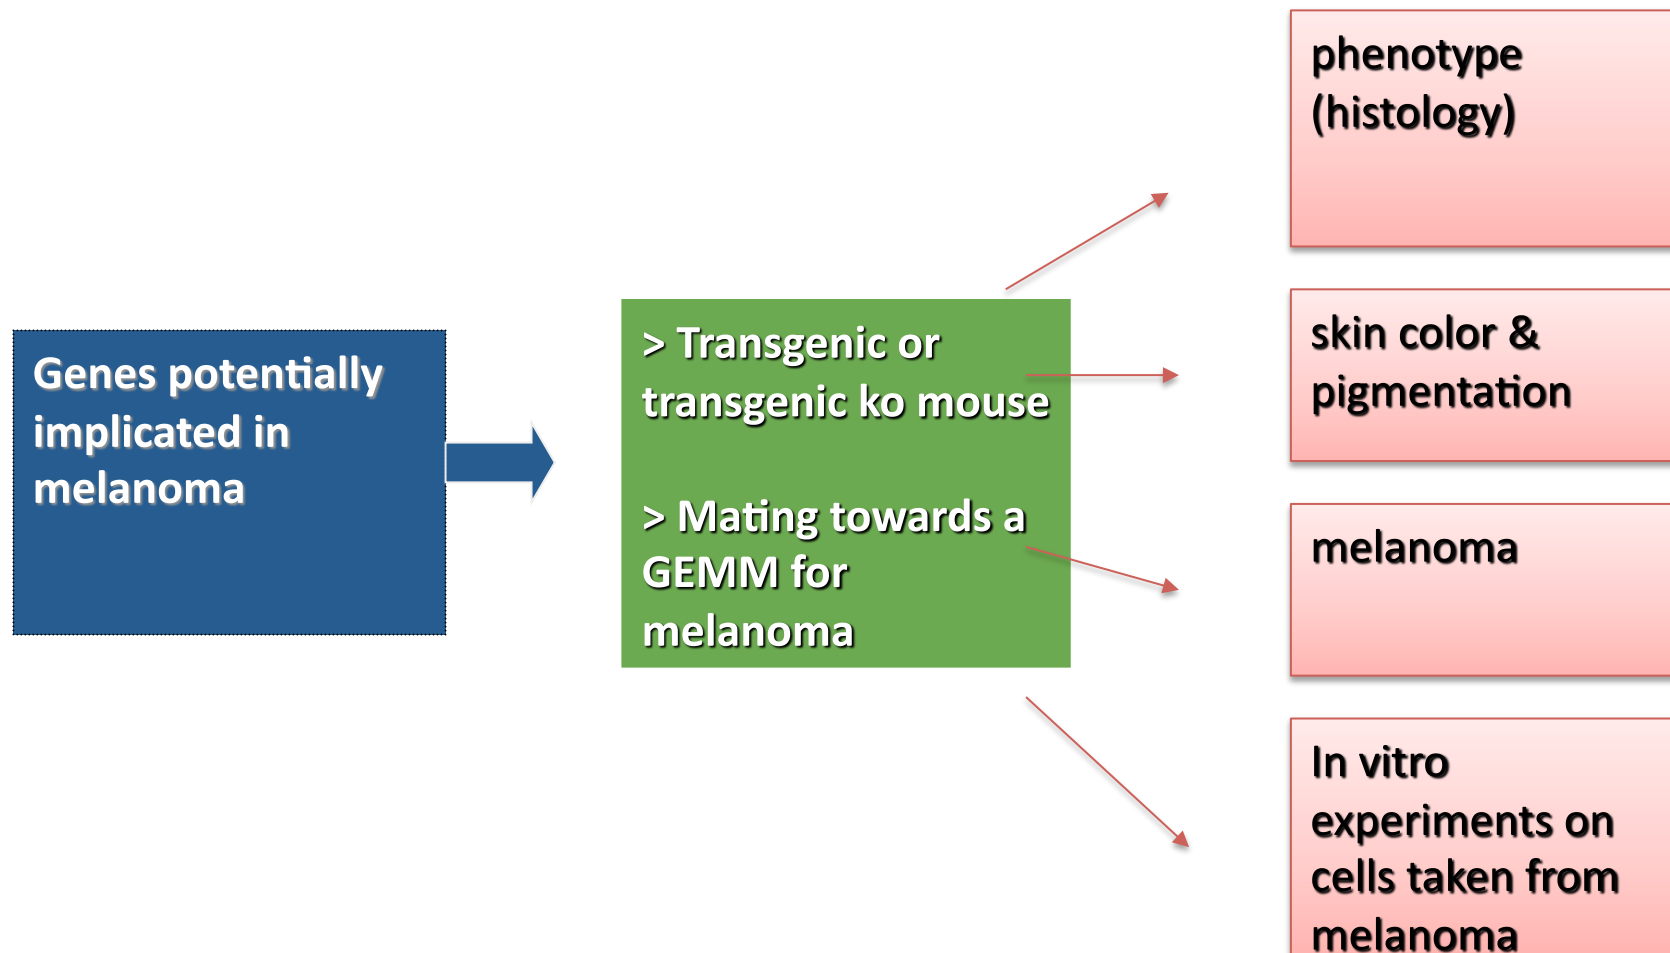 Genes potentially
implicated in
melanoma
> Transgenic or
transgenic ko mouse
> Mating towards a
GEMM for
melanoma
phenotype
(histology)
skin color &
pigmentation
melanoma
In vitro
experiments on
cells taken from
melanoma